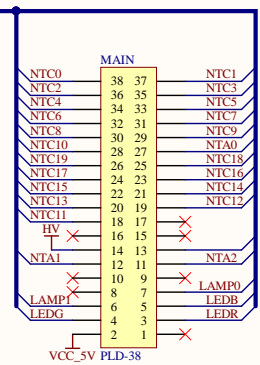 MAIN
NTC0 38 37 NTC1
NTC2 36 35 NTC3
NTC4 34 33 NTC5
NTC6 32 31 NTC7
NTC8 30 29 NTC9
NTC10 28 27 NTA0
NTC19 26 25 NTC18
NTC17 24 23 NTC16
NTC15 22 21 NTC14
NTC13 20 19 NTC12
NTC11 18 17
HV 16 15
14 13
NTA1 12 11 NTA2
10 9
8 7 LAMP0
LAMP1 6 5 LEDB
LEDG 4 3 LEDR
2 1
VCC_5V PLD-38